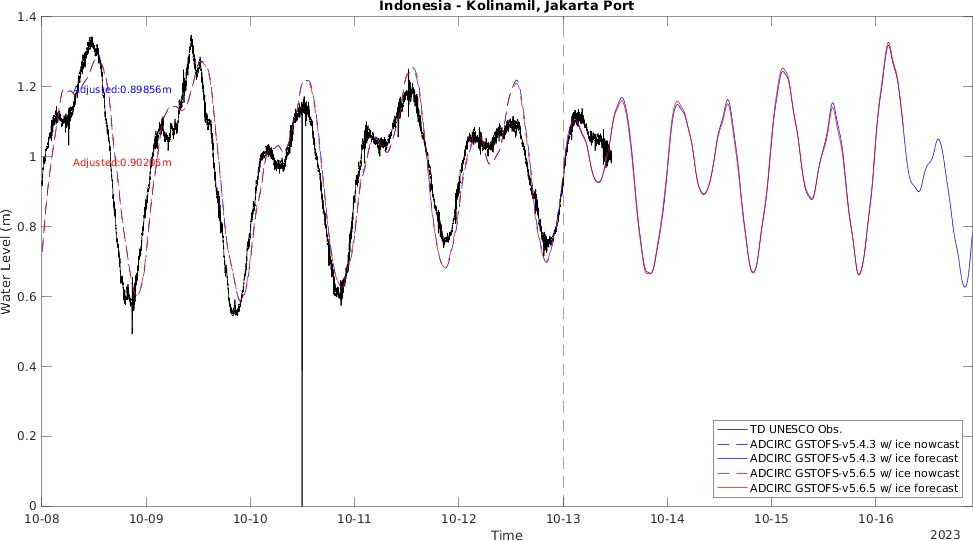 Indonesia - Kolinamil, Jakarta Port
1.4
1.2
1
0.8
0.6
0.4
0.2
0
Water Level (m)
Adjusted:0.89856m
Adjusted:0.90205m
TD UNESCO Obs.
ADCIRC GSTOFS-v5.4.3 w/ ice nowcast
ADCIRC GSTOFS-v5.4.3 w/ ice forecast
ADCIRC GSTOFS-v5.6.5 w/ ice nowcast
ADCIRC GSTOFS-v5.6.5 w/ ice forecast
10-08 10-09 10-10 10-11 10-12 10-13 10-14 10-15 10-16
Time
2023